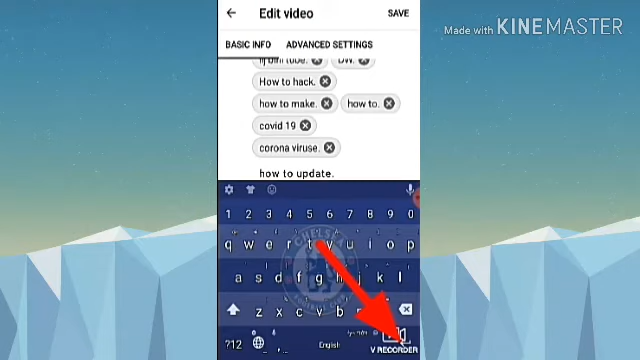 Edit video
SAVE
Made with KINEMASTER
BASIC INFO ADVANCED SETTINGS
DW.
How to hack.
how to make. how to.
covid 19
corona viruse.
how to update.
1 2 3 4 5 6 7 8 9 0
q w e r t y u i o p
a s d f g h j k l
CHELSEA
z x c v b
?12
English
V RECORDER